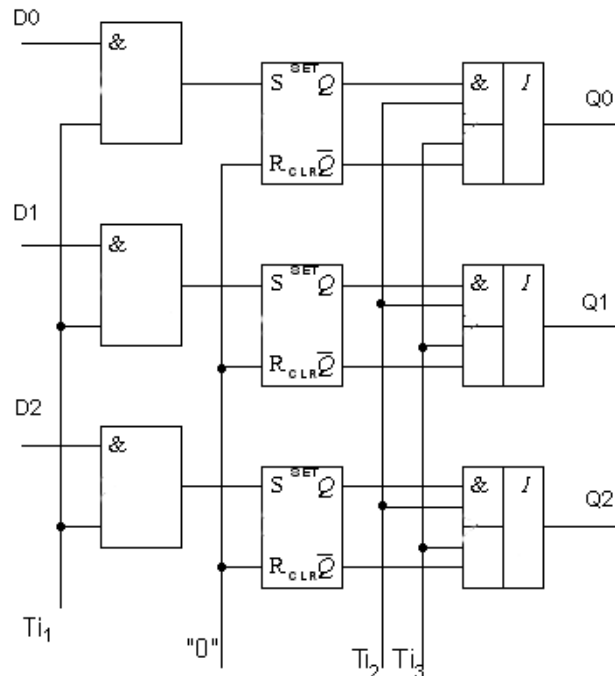 D0
&
S SET Q
R CLR Q̅
& 1
Q0
D1
&
S SET Q
R CLR Q̅
& 1
Q1
D2
&
S SET Q
R CLR Q̅
& 1
Q2
Ti₁
"0"
Ti₂
Ti₃